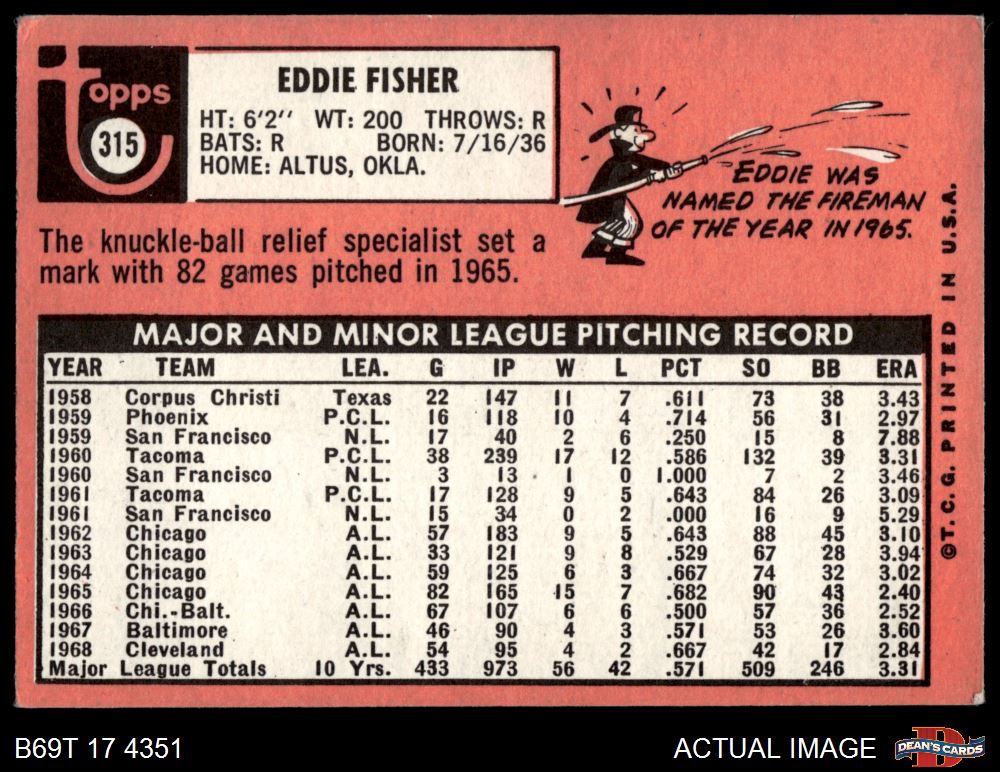 topps
315
EDDIE FISHER
HT: 6'2" WT: 200 THROWS: R
BATS: R BORN: 7/16/36
HOME: ALTUS, OKLA.
EDDIE WAS
NAMED THE FIREMAN
OF THE YEAR IN 1965.
The knuckle-ball relief specialist set a
mark with 82 games pitched in 1965.
MAJOR AND MINOR LEAGUE PITCHING RECORD
YEAR TEAM LEA. G IP W L PCT SO BB ERA
1958 Corpus Christi Texas 22 147 11 7 .611 73 38 3.43
1959 Phoenix P.C.L. 16 118 10 4 .714 56 31 2.97
1959 San Francisco N.L. 17 40 2 6 .250 15 8 7.88
1960 Tacoma P.C.L. 38 239 17 12 .586 132 39 3.31
1960 San Francisco N.L. 3 13 1 0 1.000 7 2 3.46
1961 Tacoma P.C.L. 17 128 9 5 .643 84 26 3.09
1961 San Francisco N.L. 15 34 0 2 .000 16 9 5.29
1962 Chicago A.L. 57 183 9 5 .643 88 45 3.10
1963 Chicago A.L. 33 121 9 8 .529 67 28 3.94
1964 Chicago A.L. 59 125 6 3 .667 74 32 3.02
1965 Chicago A.L. 82 165 15 7 .682 90 43 2.40
1966 Chi.-Balt. A.L. 67 107 6 6 .500 57 36 2.52
1967 Baltimore A.L. 46 90 4 3 .571 53 26 3.60
1968 Cleveland A.L. 54 95 4 2 .667 42 17 2.84
Major League Totals 10 Yrs. 433 973 56 42 .571 509 246 3.31
©T.C.G. PRINTED IN U.S.A.
B69T 17 4351
ACTUAL IMAGE
D
DEAN'S CARDS